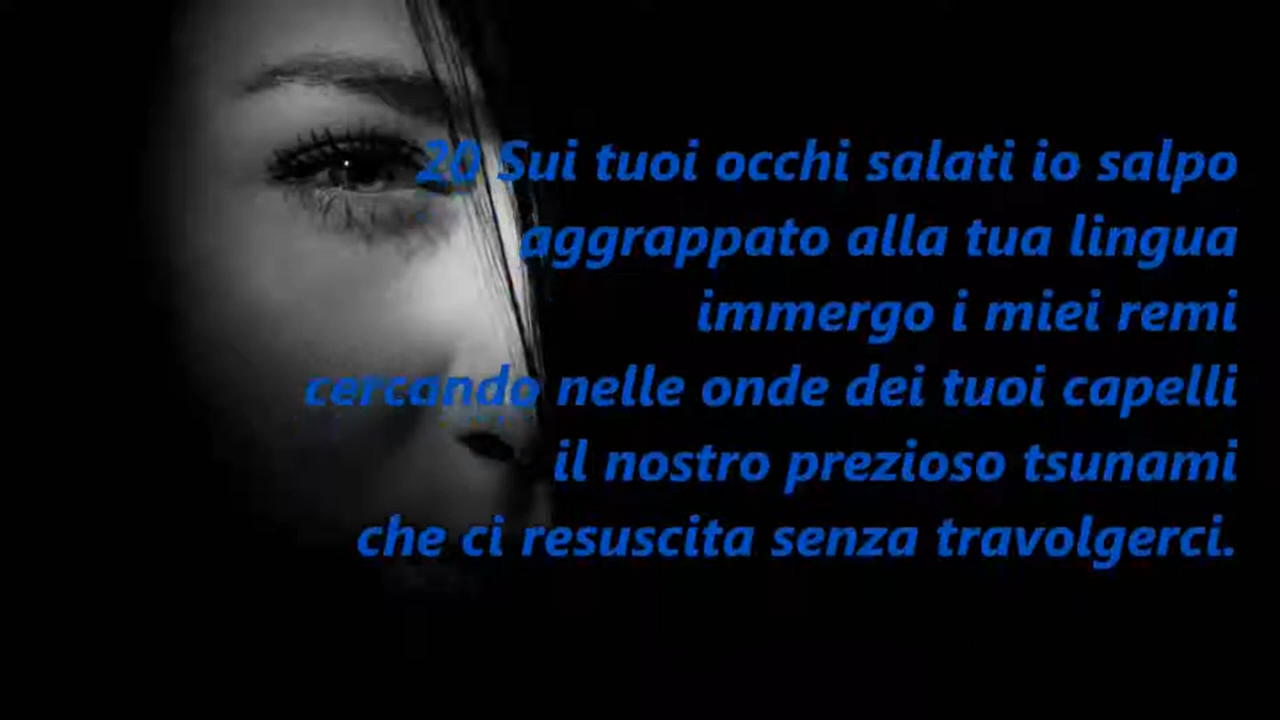 20 Sui tuoi occhi salati io salpo
aggrappato alla tua lingua
immergo i miei remi
cercando nelle onde dei tuoi capelli
il nostro prezioso tsunami
che ci resuscita senza travolgerci.